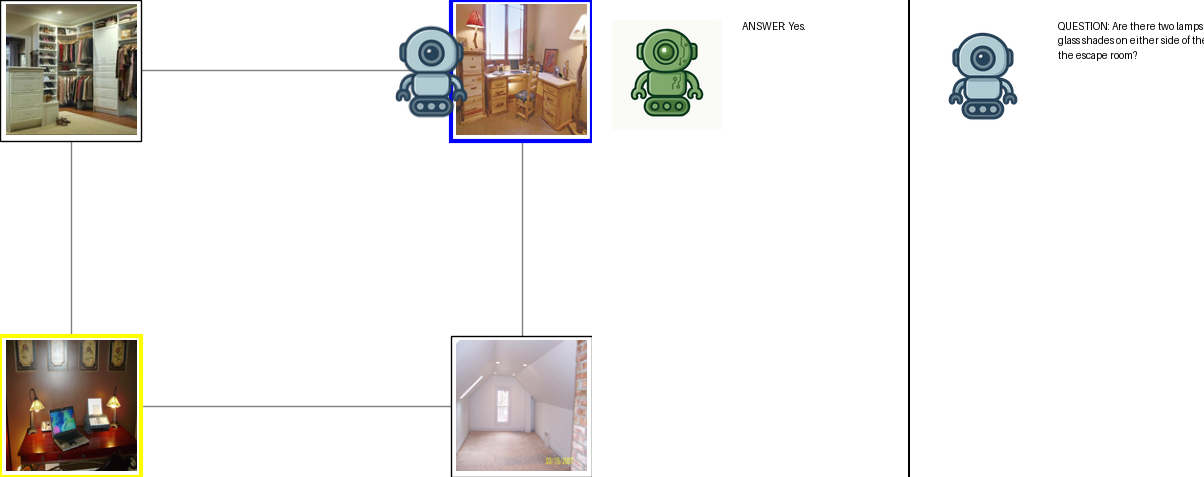 ANSWER: Yes.
QUESTION: Are there two lamps
glass shades on either side of the
the escape room?